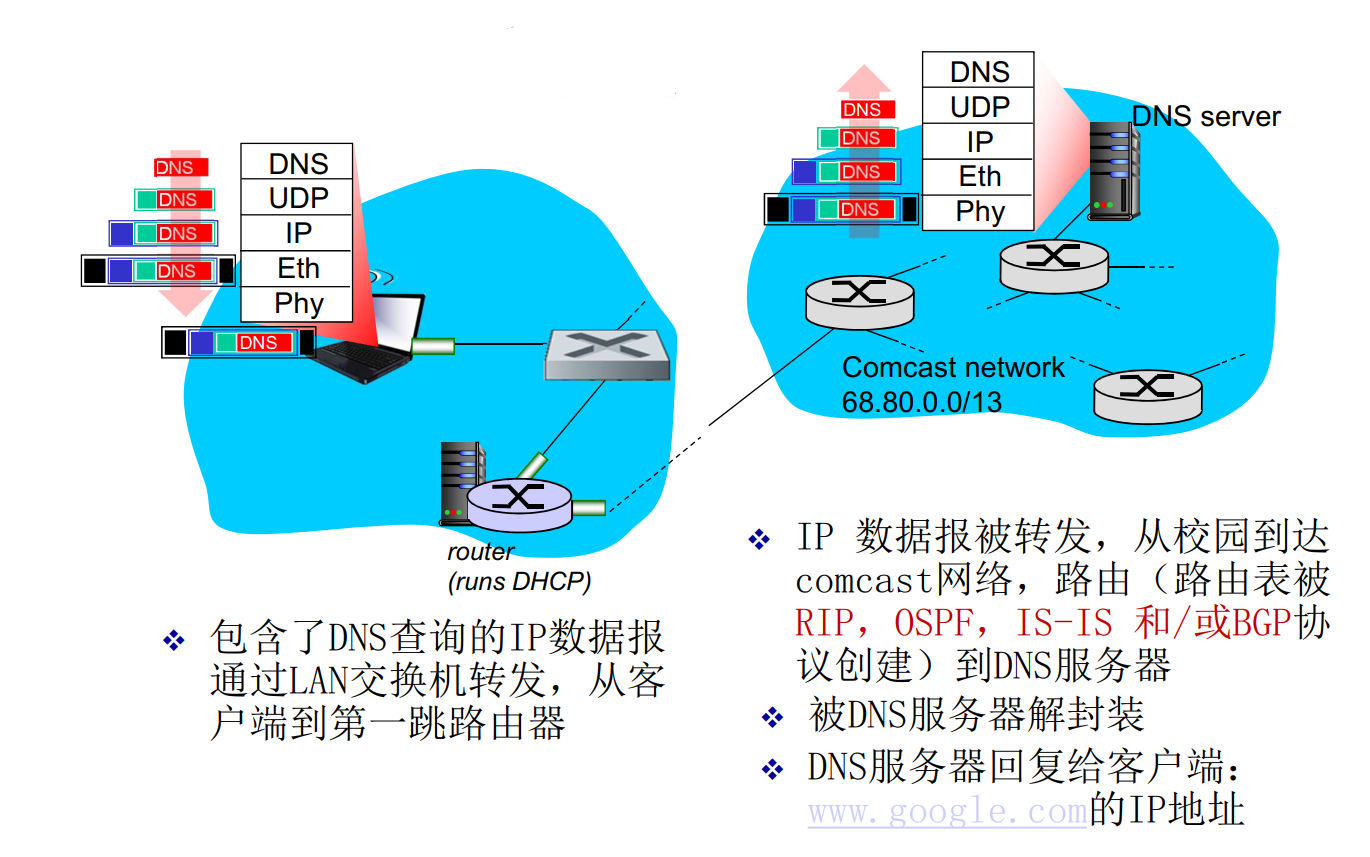 DNS
DNS
DNS
DNS
DNS
UDP
IP
Eth
Phy
DNS
router
(runs DHCP)
DNS
DNS
DNS
DNS
DNS
UDP
IP
Eth
Phy
DNS server
Comcast network
68.80.0.0/13
包含了DNS查询的IP数据报
通过LAN交换机转发，从客
户端到第一跳路由器
IP 数据报被转发，从校园到达
comcast网络，路由（路由表被
RIP，OSPF，IS-IS 和/或BGP协
议创建）到DNS服务器
被DNS服务器解封装
DNS服务器回复给客户端：
www.google.com的IP地址